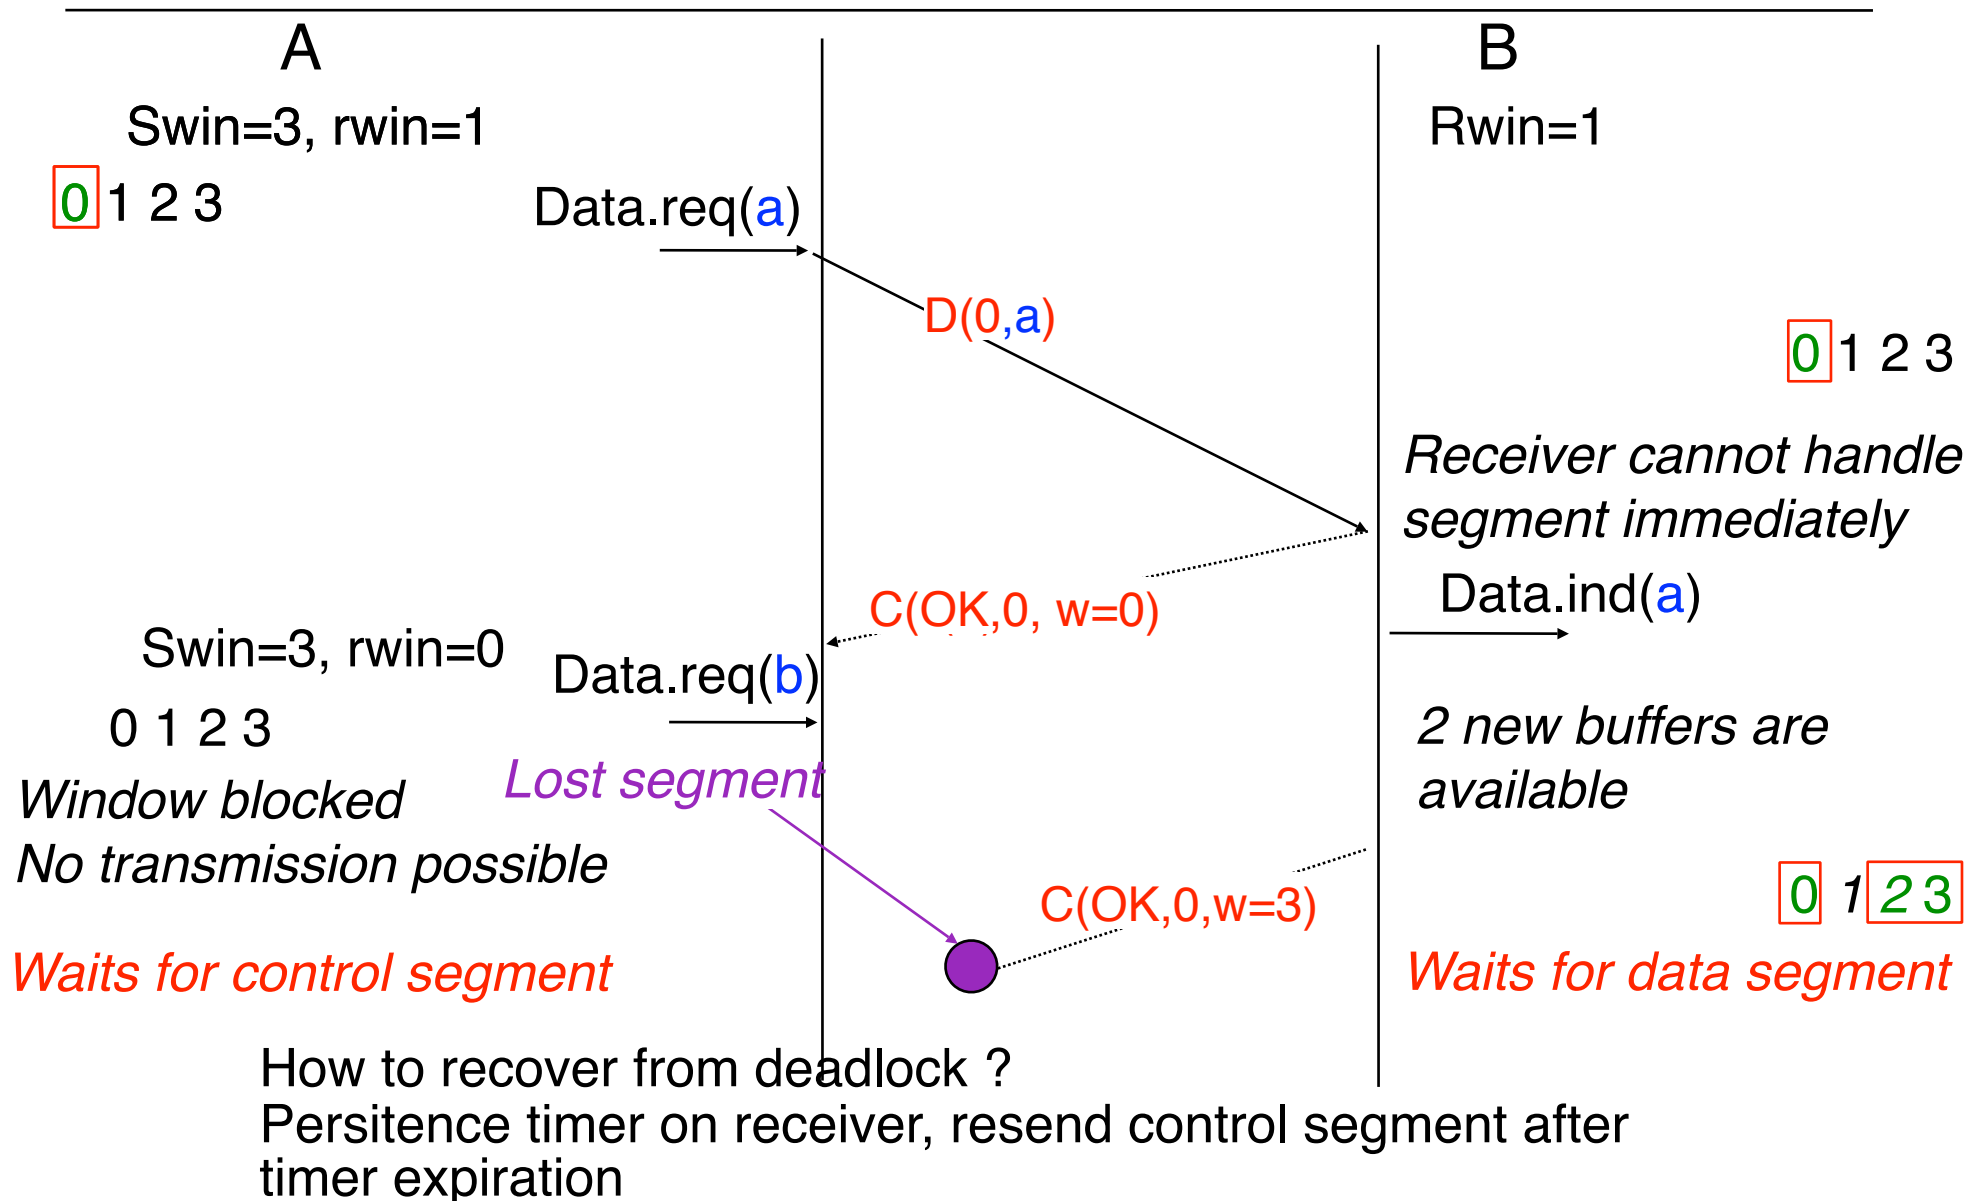 A
B
Swin=3, rwin=1
Rwin=1
0 1 2 3
Data.req(a)
D(0,a)
0 1 2 3
Receiver cannot handle
segment immediately
C(OK,0, w=0)
Data.ind(a)
Swin=3, rwin=0
Data.req(b)
0 1 2 3
2 new buffers are
available
Lost segment
Window blocked
No transmission possible
C(OK,0,w=3)
0 1 2 3
Waits for control segment
Waits for data segment
How to recover from deadlock ?
Persitence timer on receiver, resend control segment after
timer expiration